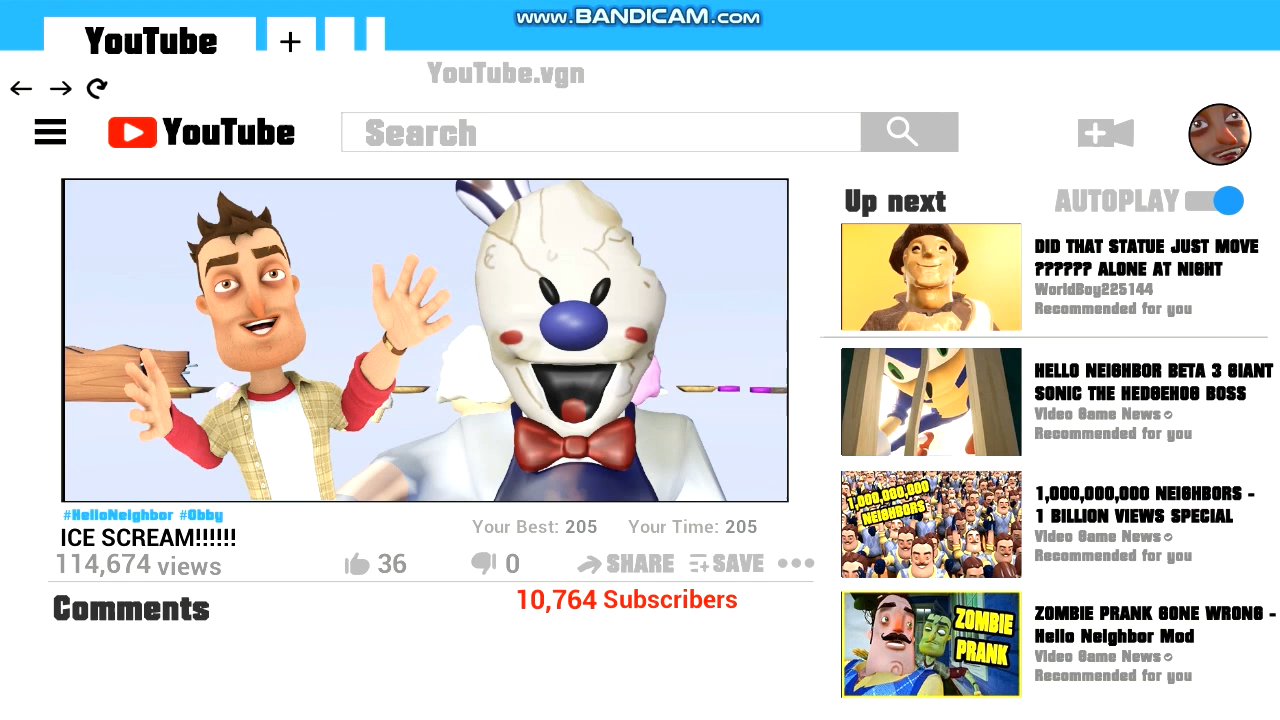 www.BANDICAM.com
YouTube
+
YouTube.vgn
YouTube
Search
Up next
AUTOPLAY
DID THAT STATUE JUST MOVE
?????? ALONE AT NIGHT
WorldBoy225144
Recommended for you
HELLO NEIGHBOR BETA 3 GIANT
SONIC THE HEDGEHOG BOSS
Video Game News
Recommended for you
1,000,000,000
NEIGHBORS
1,000,000,000 NEIGHBORS -
1 BILLION VIEWS SPECIAL
Video Game News
Recommended for you
ZOMBIE
PRANK
ZOMBIE PRANK GONE WRONG -
Hello Neighbor Mod
Video Game News
Recommended for you
#HelloNeighbor #Obby
ICE SCREAM!!!!!!
Your Best: 205 Your Time: 205
114,674 views
36 0 SHARE SAVE
10,764 Subscribers
Comments